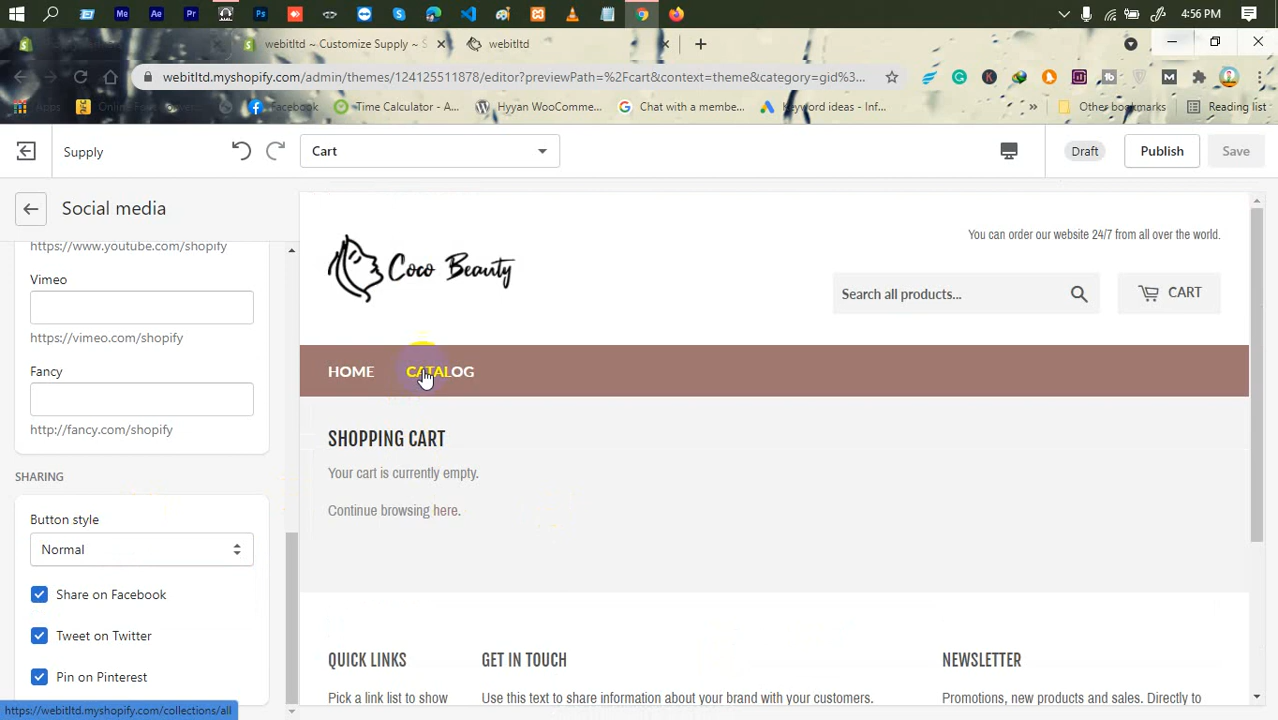 4:56 PM
webitltd ~ Customize Supply ~ S
webitltd
webitltd.myshopify.com/admin/themes/124125511878/editor?previewPath=%2Fcart&context=theme&category=gid%3...
Apps
Facebook
Time Calculator - A...
Hyyan WooComme...
Chat with a membe...
Keyword ideas - Inf...
Other bookmarks
Reading list
Supply
Cart
Draft
Publish
Save
Social media
https://www.youtube.com/shopify
Vimeo
https://vimeo.com/shopify
Fancy
http://fancy.com/shopify
SHARING
Button style
Normal
Share on Facebook
Tweet on Twitter
Pin on Pinterest
https://webitltd.myshopify.com/collections/all
Coco Beauty
You can order our website 24/7 from all over the world.
Search all products...
CART
HOME
CATALOG
SHOPPING CART
Your cart is currently empty.
Continue browsing here.
QUICK LINKS
GET IN TOUCH
NEWSLETTER
Pick a link list to show
Use this text to share information about your brand with your customers.
Promotions, new products and sales. Directly to